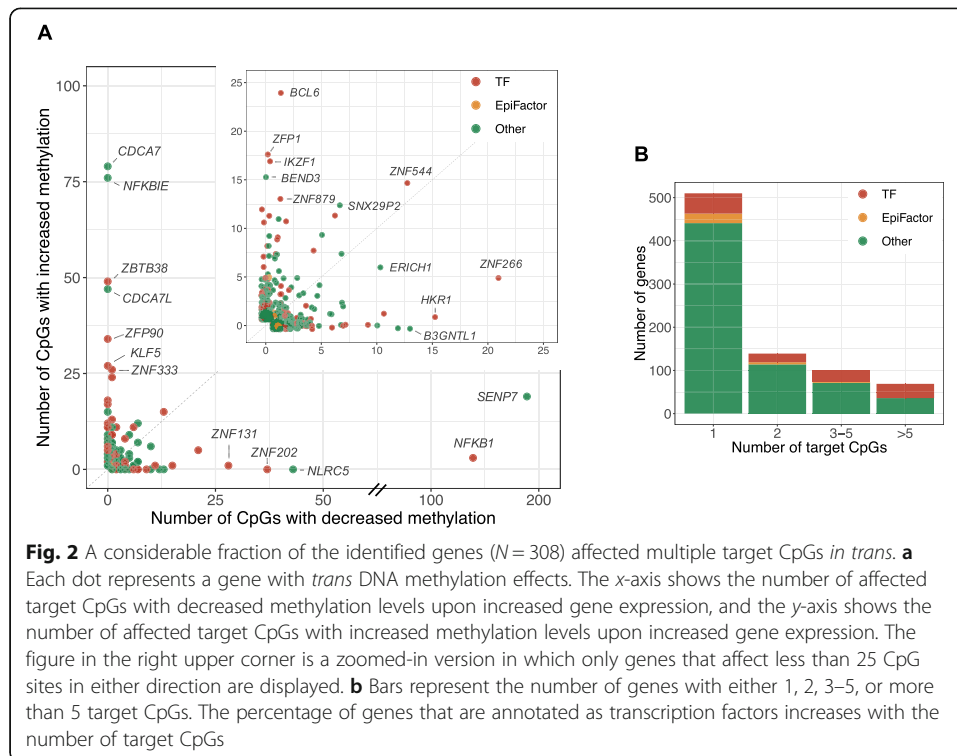 A
Number of CpGs with increased methylation
100
75
50
25
0
CDCA7
NFKBIE
ZBTB38
CDCA7L
ZFP90
KLF5
ZNF333
ZNF131
ZNF202
NLRC5
NFKB1
SENP7
0
25
50
100
200
Number of CpGs with decreased methylation
25
20
15
10
5
0
BCL6
ZFP1
IKZF1
BEND3
ZNF879
SNX29P2
ZNF544
ERICH1
ZNF266
HKR1
B3GNTL1
TF
EpiFactor
Other
0
5
10
15
20
25
B
Number of genes
500
400
300
200
100
0
TF
EpiFactor
Other
1
2
3–5
>5
Number of target CpGs
Fig. 2 A considerable fraction of the identified genes (N = 308) affected multiple target CpGs in trans. a
Each dot represents a gene with trans DNA methylation effects. The x-axis shows the number of affected
target CpGs with decreased methylation levels upon increased gene expression, and the y-axis shows the
number of affected target CpGs with increased methylation levels upon increased gene expression. The
figure in the right upper corner is a zoomed-in version in which only genes that affect less than 25 CpG
sites in either direction are displayed. b Bars represent the number of genes with either 1, 2, 3–5, or more
than 5 target CpGs. The percentage of genes that are annotated as transcription factors increases with the
number of target CpGs